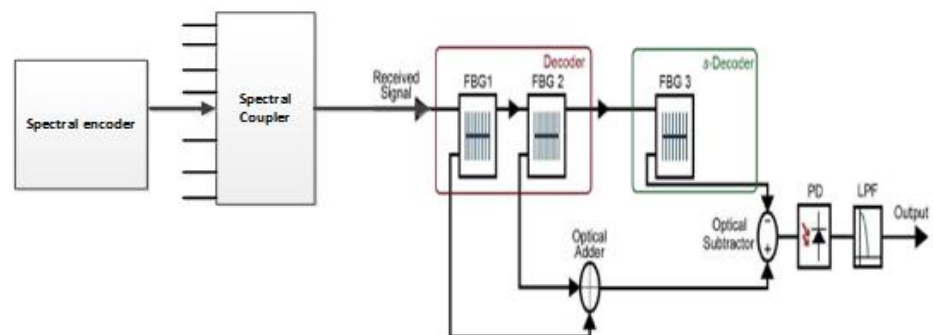 Spectral encoder
Spectral
Coupler
Received
Signal
Decoder
FBG1
FBG 2
s-Decoder
FBG 3
Optical
Adder
Optical
Subtractor
−
+
PD
LPF
Output